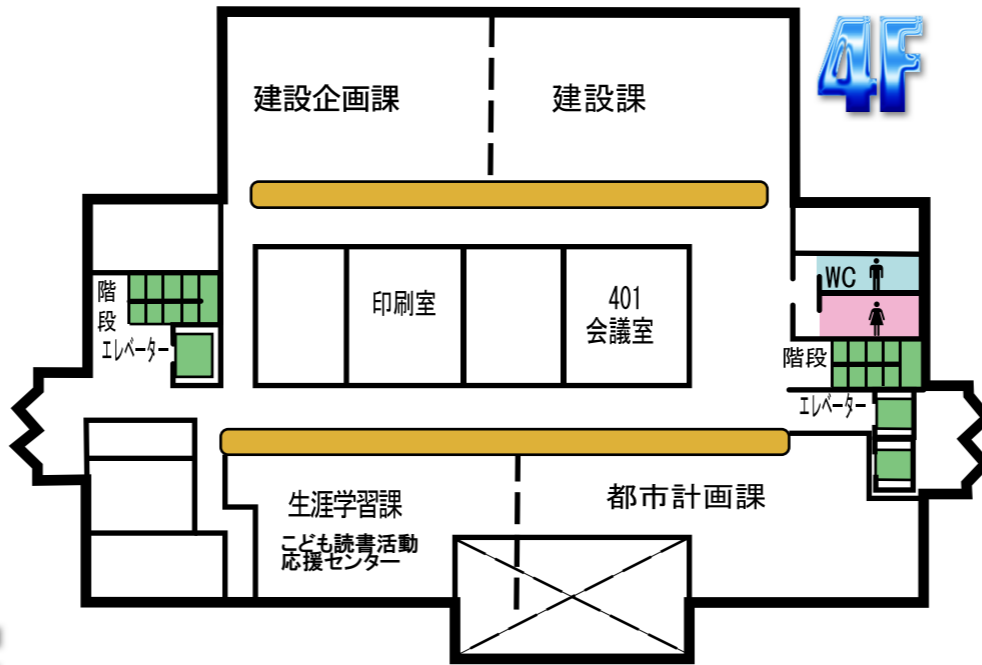 4F
建設企画課
建設課
階
段
エレベーター
印刷室
401
会議室
WC
階段
エレベーター
生涯学習課
こども読書活動
応援センター
都市計画課